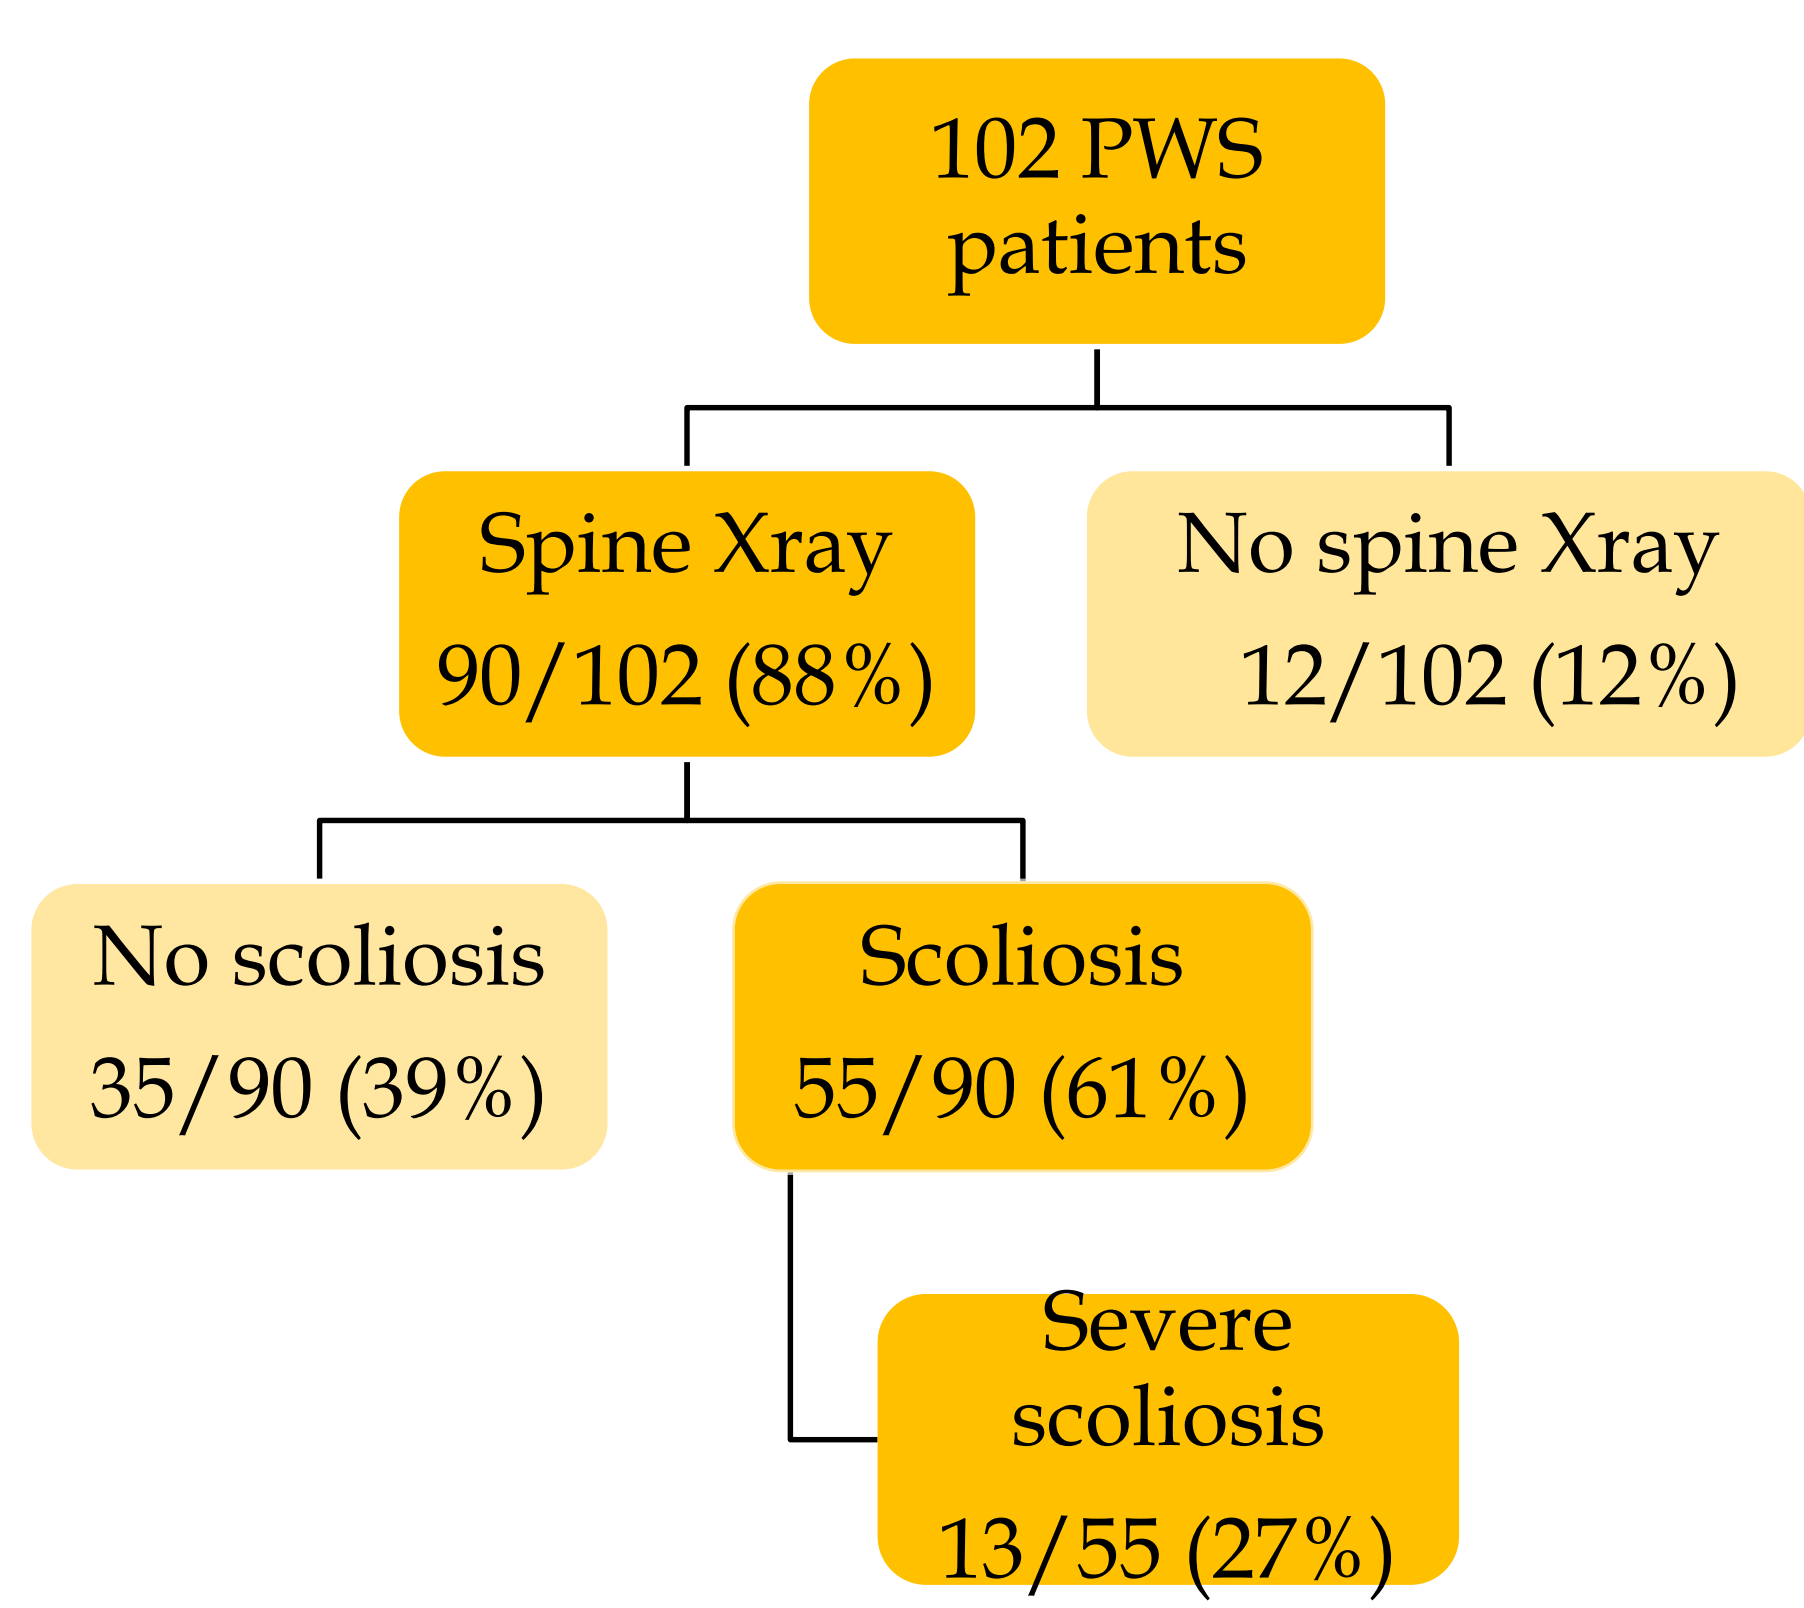 102 PWS
patients
Spine Xray
90/102 (88%)
No spine Xray
12/102 (12%)
No scoliosis
35/90 (39%)
Scoliosis
55/90 (61%)
Severe
scoliosis
13/55 (27%)